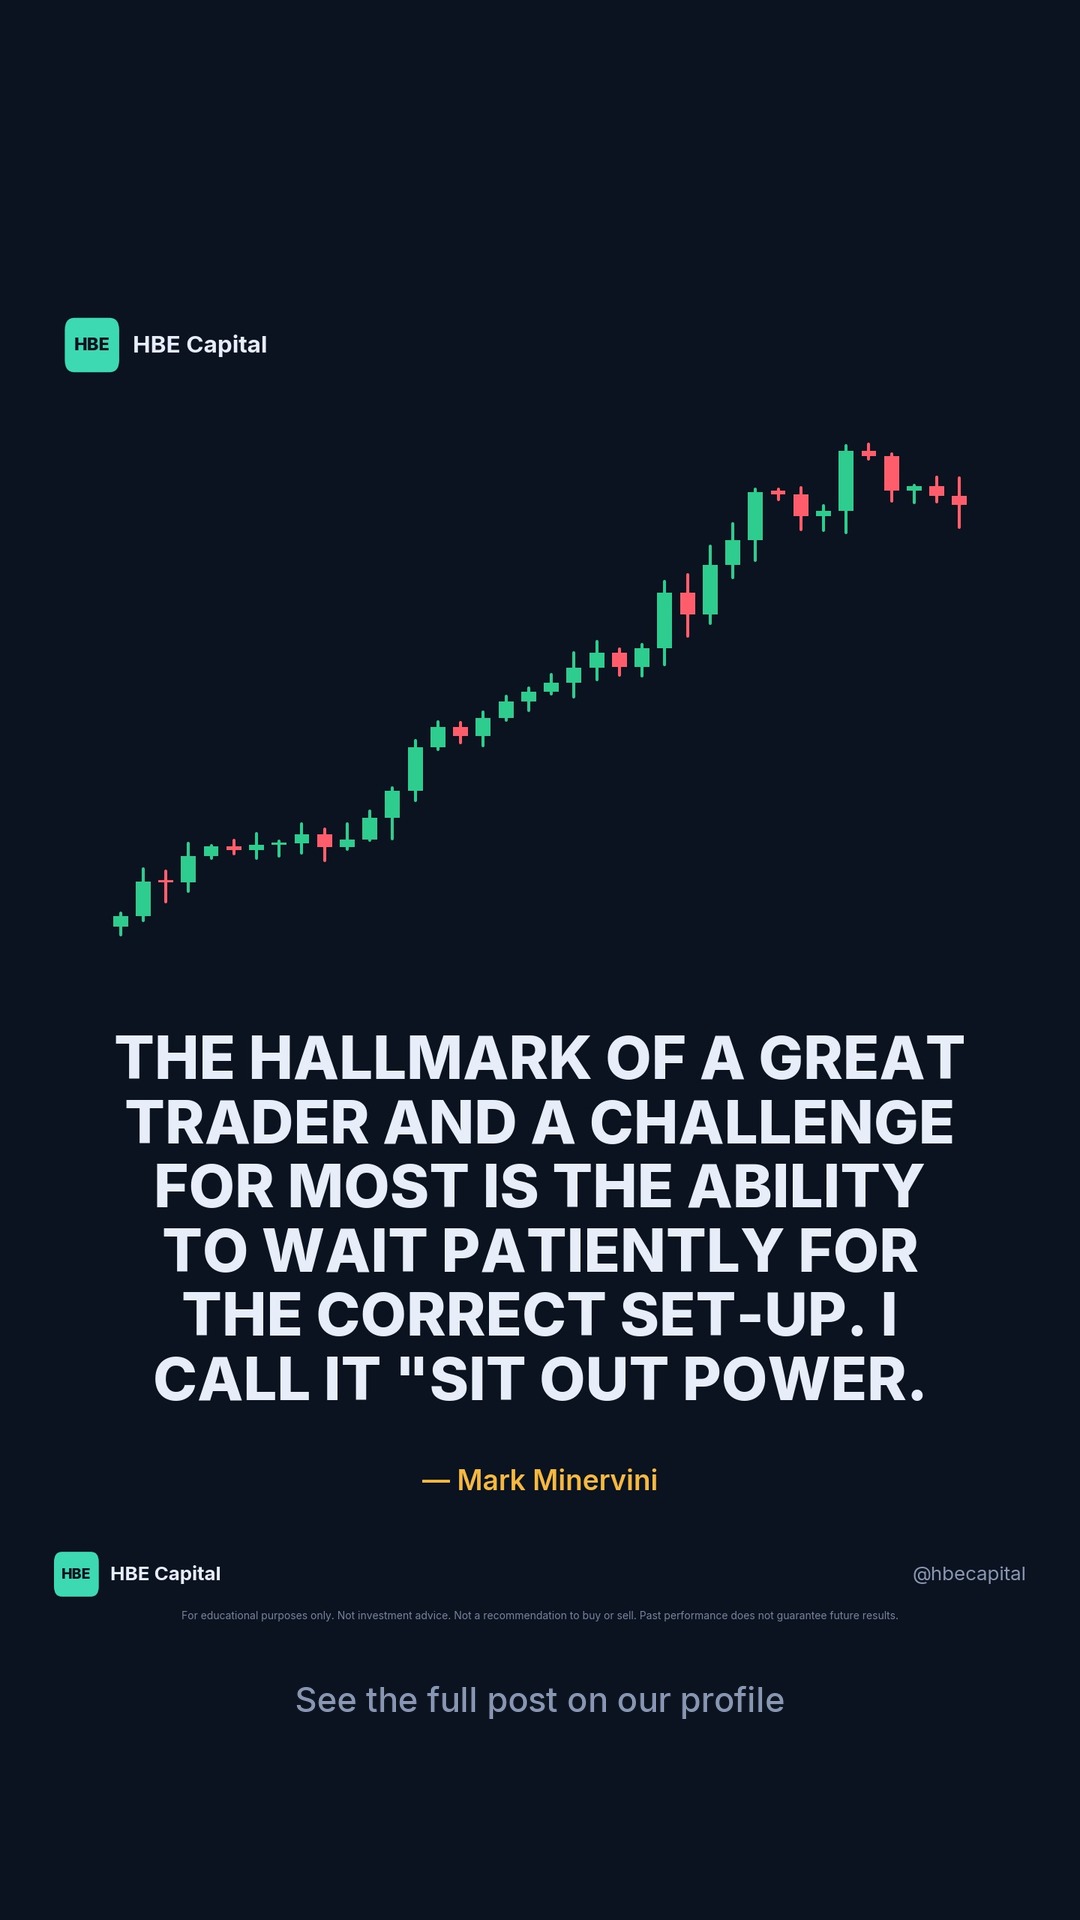 HBE HBE Capital
THE HALLMARK OF A GREAT
TRADER AND A CHALLENGE
FOR MOST IS THE ABILITY
TO WAIT PATIENTLY FOR
THE CORRECT SET-UP. I
CALL IT "SIT OUT POWER.
— Mark Minervini
HBE HBE Capital @hbecapital
For educational purposes only. Not investment advice. Not a recommendation to buy or sell. Past performance does not guarantee future results.
See the full post on our profile